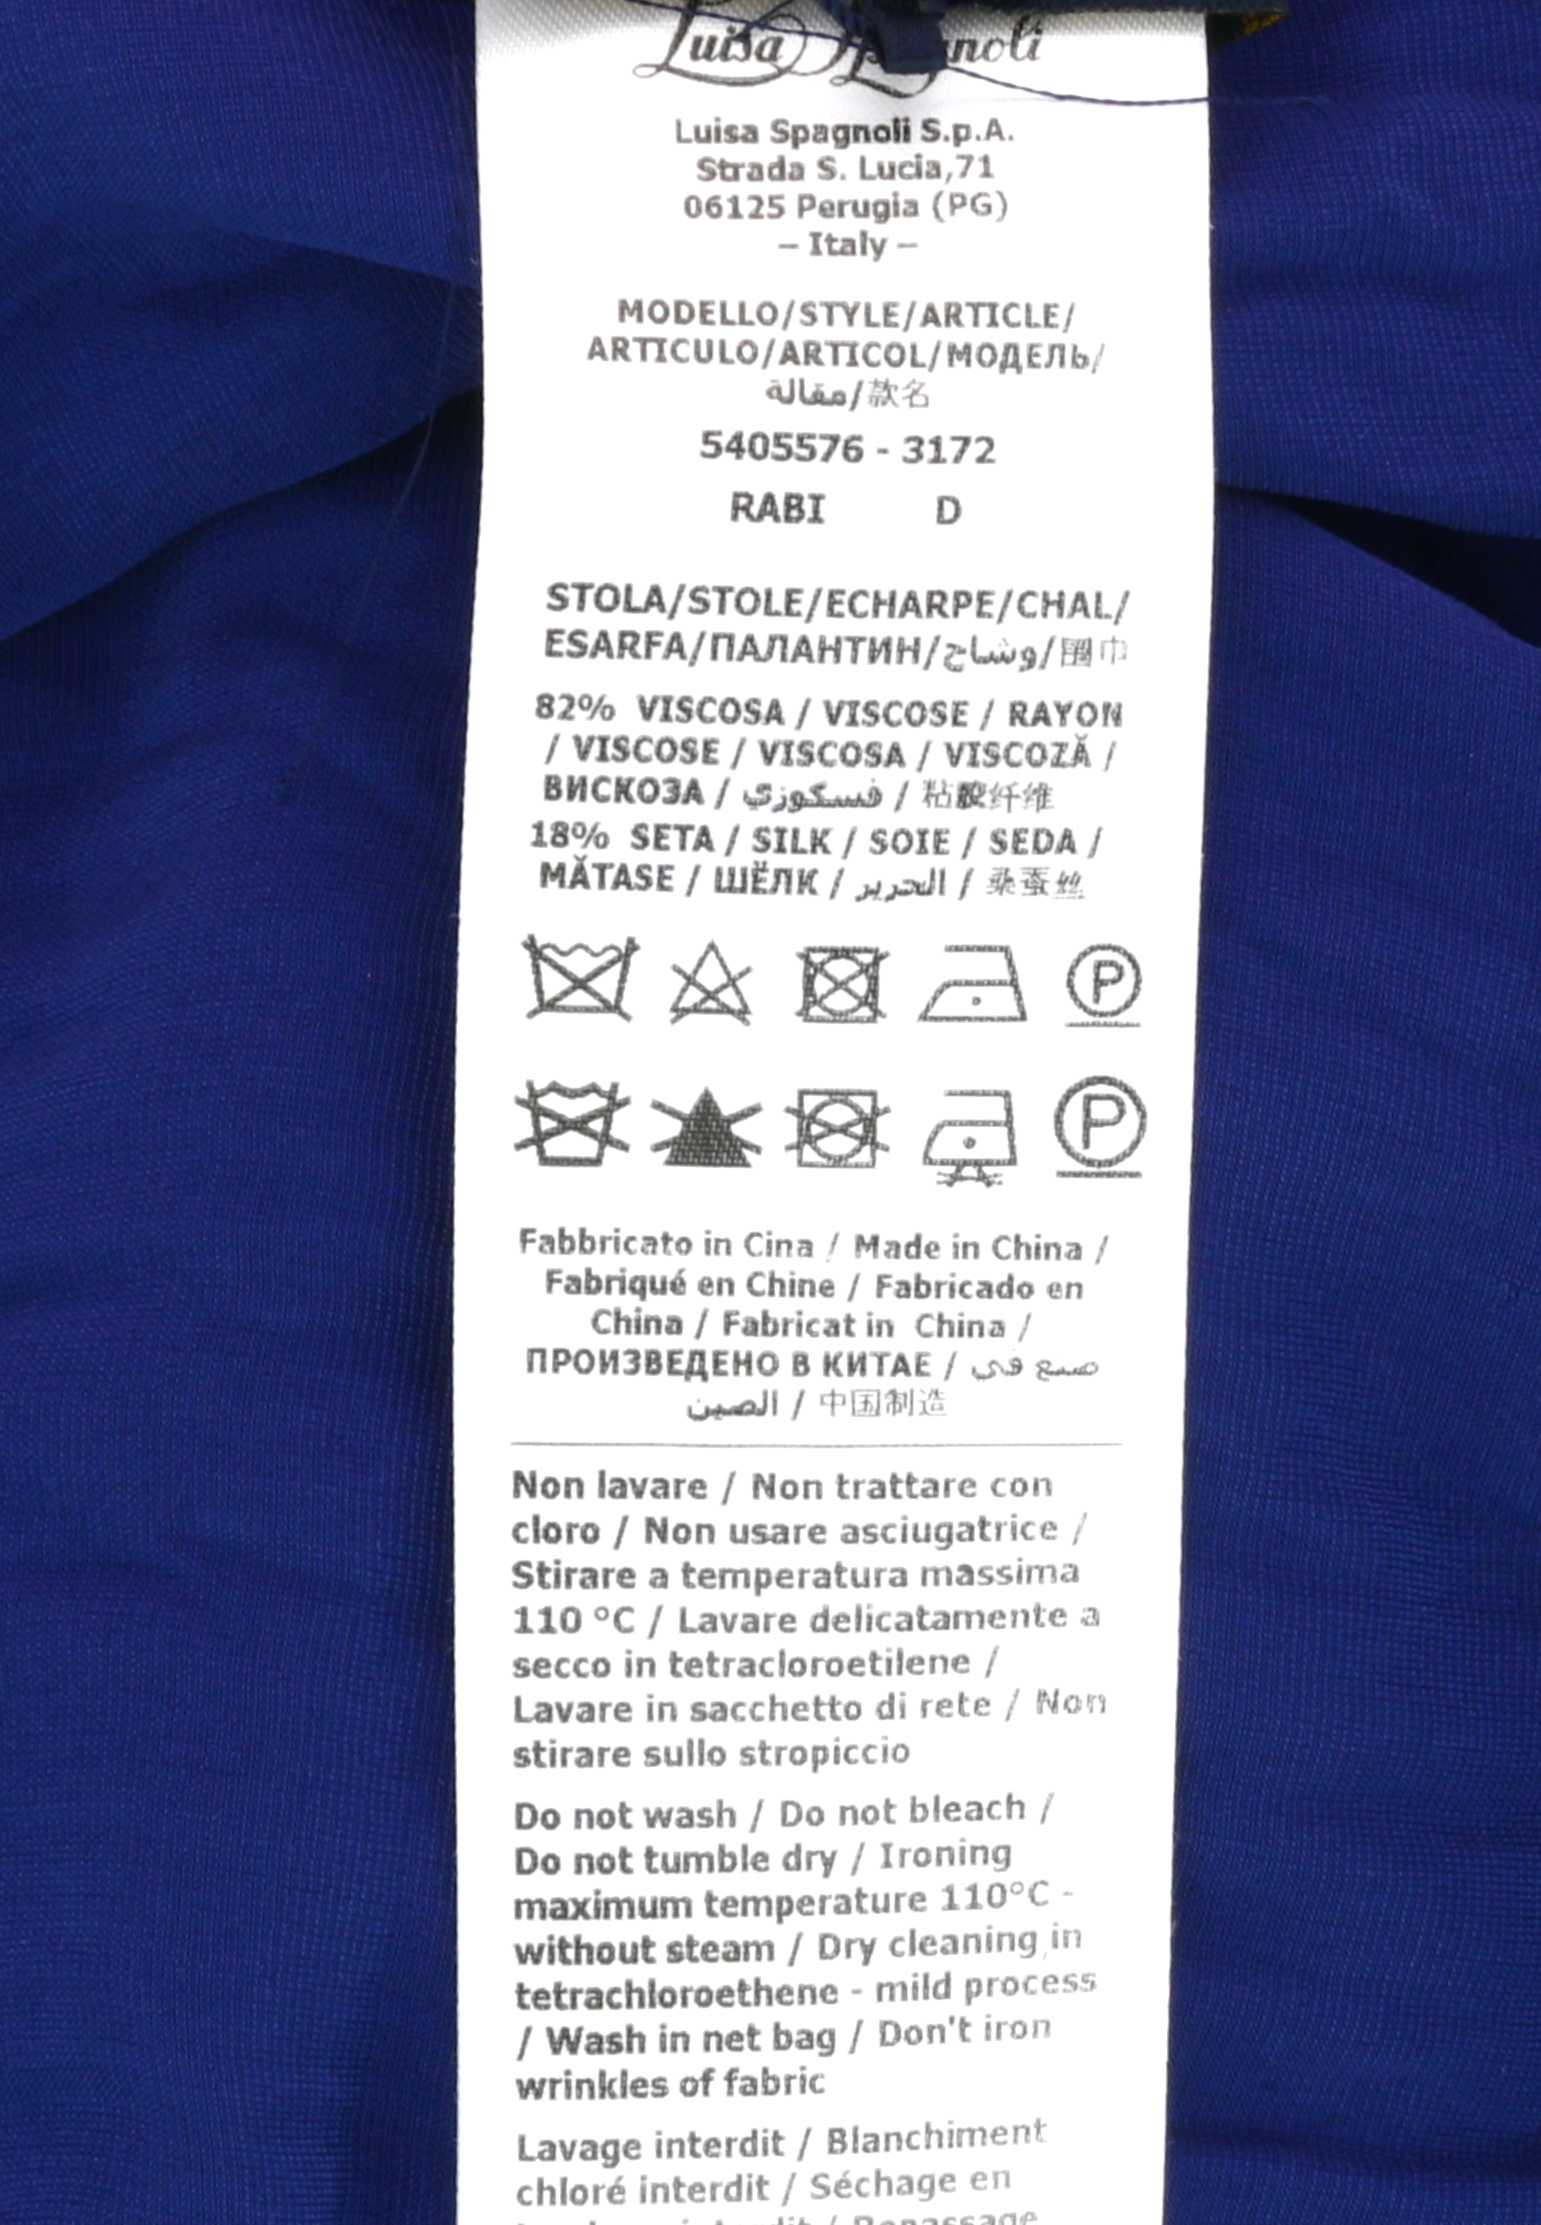 Luisa Spagnoli
Luisa Spagnoli S.p.A.
Strada S. Lucia,71
06125 Perugia (PG)
– Italy –
MODELLO/STYLE/ARTICLE/
ARTICULO/ARTICOL/МОДЕЛЬ/
مقالة/款名
5405576 - 3172
RABI D
STOLA/STOLE/ECHARPE/CHAL/
ESARFA/ПАЛАНТИН/وشاح/围巾
82% VISCOSA / VISCOSE / RAYON
/ VISCOSE / VISCOSA / VISCOZĂ /
ВИСКОЗА / فسكوزي / 粘胶纤维
18% SETA / SILK / SOIE / SEDA /
MĂTASE / ШЁЛК / الحرير / 桑蚕丝
P
P
Fabbricato in Cina / Made in China /
Fabriqué en Chine / Fabricado en
China / Fabricat in China /
ПРОИЗВЕДЕНО В КИТАЕ / صنع في
الصين / 中国制造
Non lavare / Non trattare con
cloro / Non usare asciugatrice /
Stirare a temperatura massima
110 °C / Lavare delicatamente a
secco in tetracloroetilene /
Lavare in sacchetto di rete / Non
stirare sullo stropiccio
Do not wash / Do not bleach /
Do not tumble dry / Ironing
maximum temperature 110°C -
without steam / Dry cleaning in
tetrachloroethene - mild process
/ Wash in net bag / Don't iron
wrinkles of fabric
Lavage interdit / Blanchiment
chloré interdit / Séchage en
/ Repassage